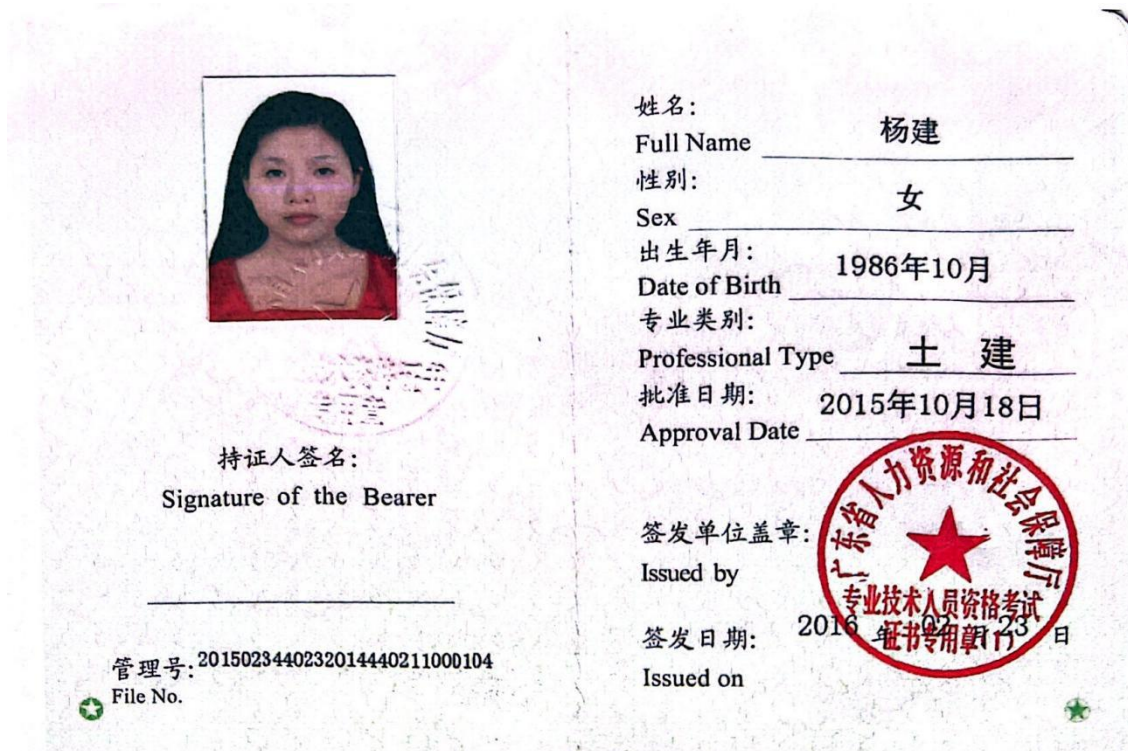 持证人签名:
Signature of the Bearer
管理号:2015023440232014440211000104
File No.
姓名: 杨建
Full Name
性别: 女
Sex
出生年月: 1986年10月
Date of Birth
专业类别: 土 建
Professional Type
批准日期: 2015年10月18日
Approval Date
签发单位盖章:
Issued by
广东省人力资源和社会保障厅
专业技术人员资格考试
证书专用章(1)
签发日期: 2016 年 02 月 23 日
Issued on